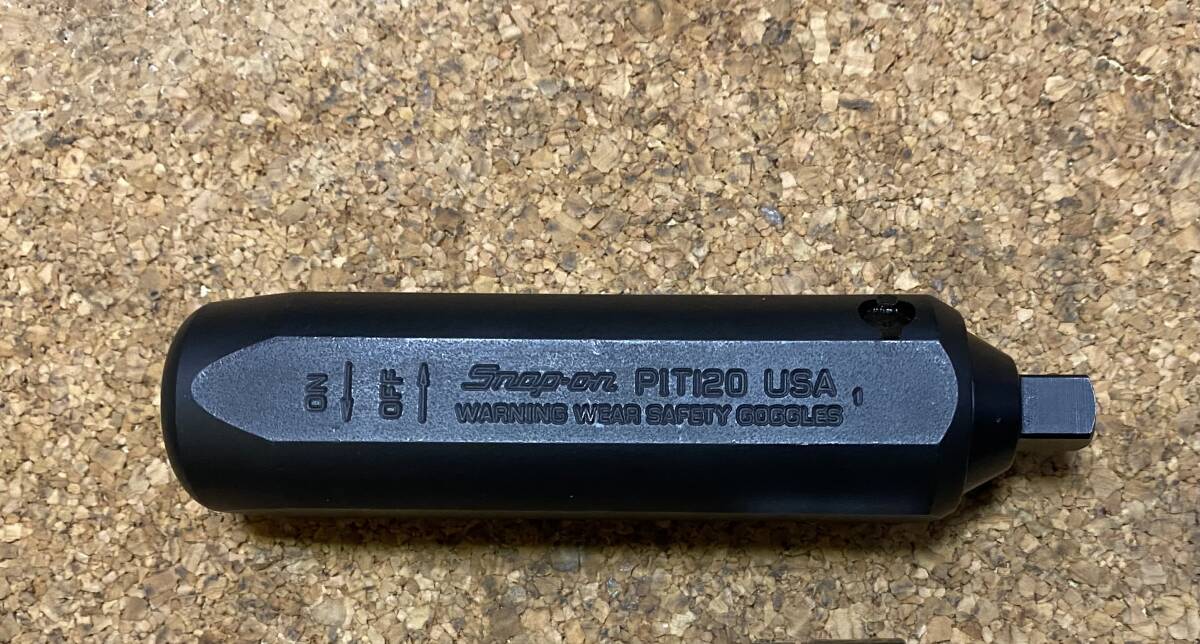 ON ↓ OFF ↑
Snap-on PIT120 USA 1
WARNING WEAR SAFETY GOGGLES